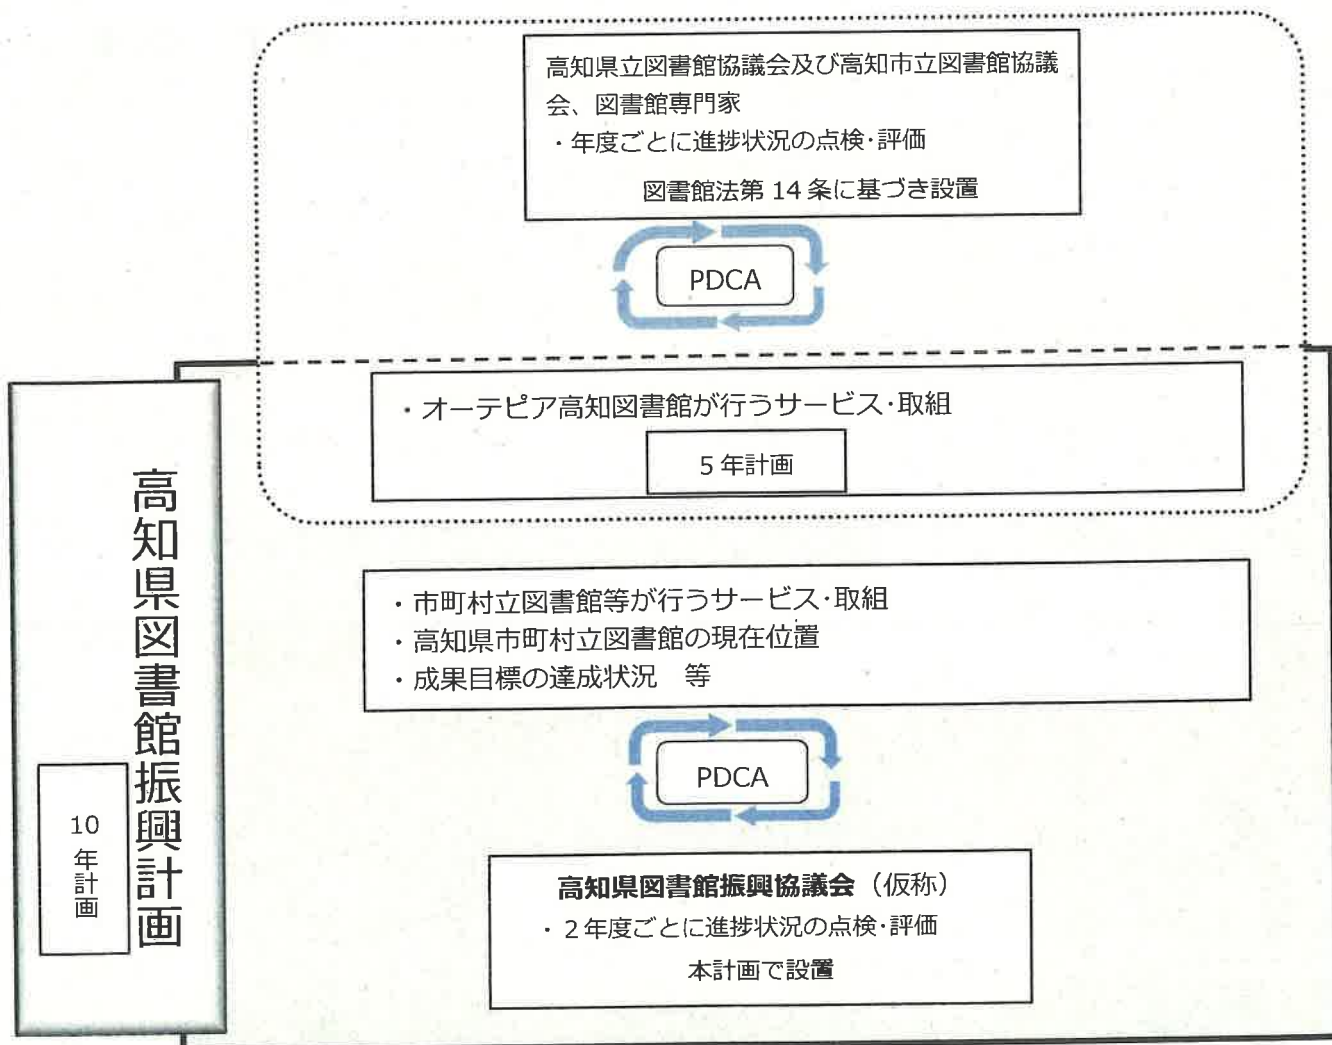 高知県立図書館協議会及び高知市立図書館協議
会、図書館専門家
・年度ごとに進捗状況の点検・評価
図書館法第 14 条に基づき設置
PDCA
・オーテピア高知図書館が行うサービス・取組
5 年計画
高知県図書館振興計画
10
年計画
・市町村立図書館等が行うサービス・取組
・高知県市町村立図書館の現在位置
・成果目標の達成状況　等
PDCA
高知県図書館振興協議会（仮称）
・２年度ごとに進捗状況の点検・評価
本計画で設置